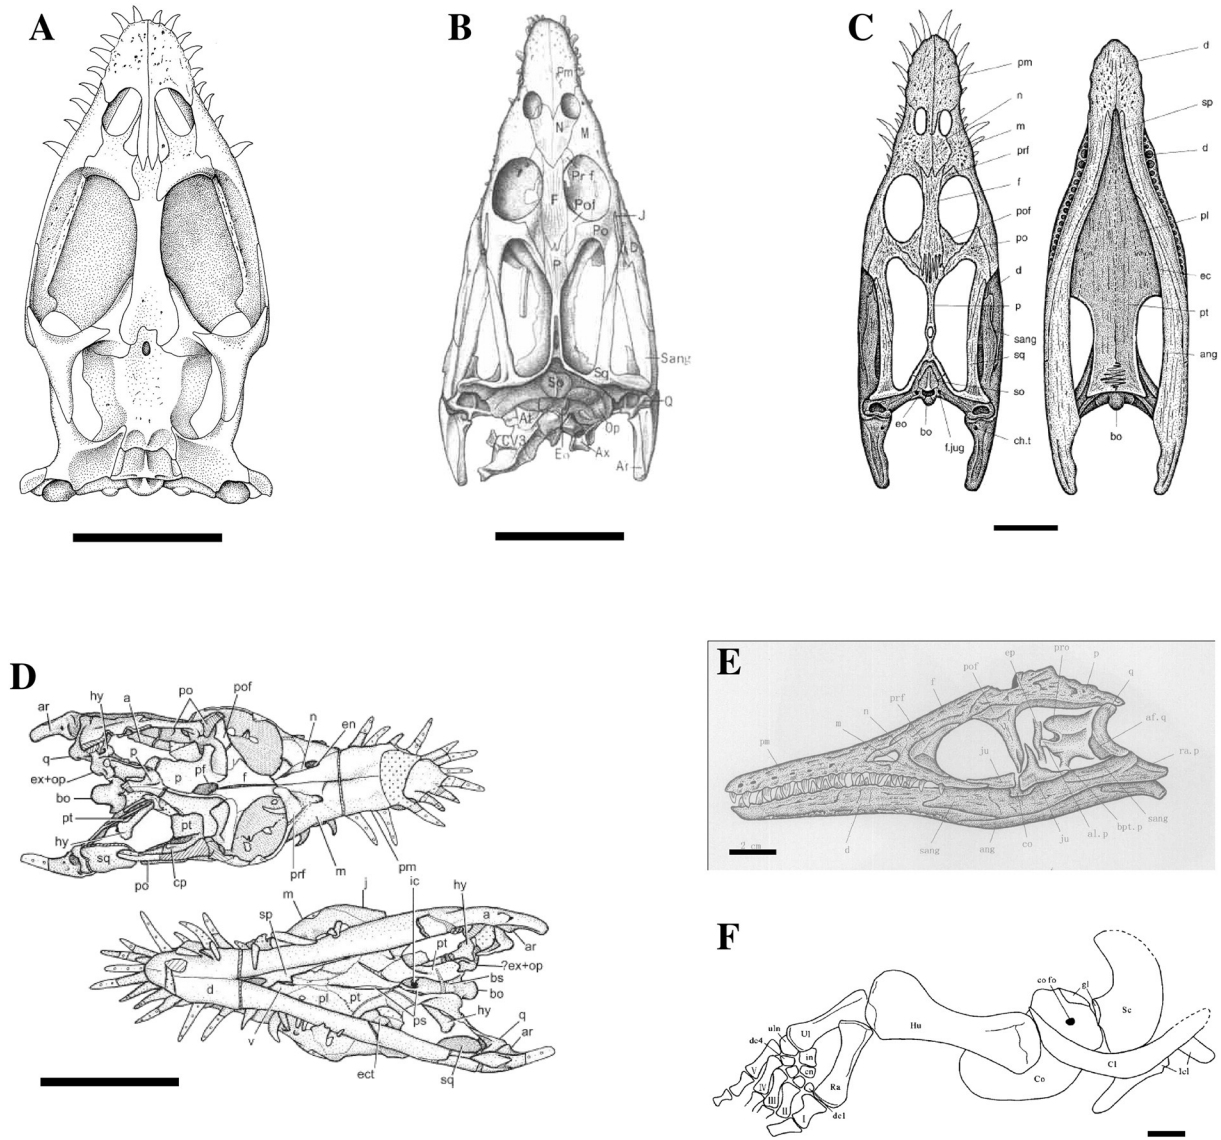 A
B
C
Pm
N
M
Pr f
F
Pof
J
Po
D
P
Sang
Sq
So
Q
At
Op
CV3
Ax
Ar
pm
n
m
prf
f
pof
po
d
p
sang
sq
so
eo
bo
f.jug
ch.t
d
sp
d
pl
ec
pt
ang
bo
D
ar
hy
a
po
pof
n
en
q
p
ex+op
p
pf
f
bo
pt
pt
hy
sq
po
cp
prf
m
pm
ic
m
j
hy
sp
a
pt
ar
?ex+op
bs
d
bo
pl
pt
ps
hy
v
q
ar
ect
sq
E
ep
pro
pof
p
f
q
prf
n
m
af.q
pm
ju
ra.p
2 cm
d
sang
ang
co
ju
al.p
bpt.p
sang
F
co fo
gl
uln
Ul
Hu
Sc
dc4
in
V
cn
Cl
IV
Ra
Co
lcl
III
II
I
dc1